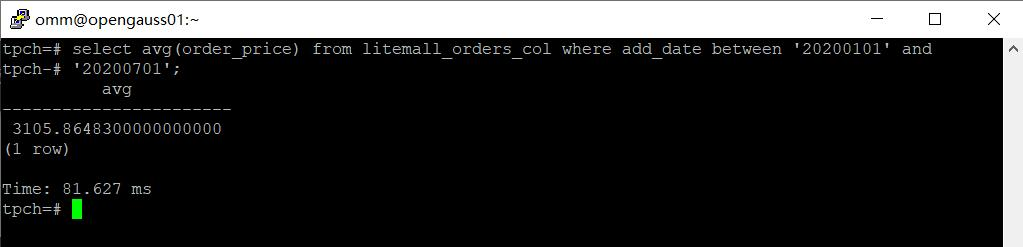 omm@opengauss01:~
tpch=# select avg(order_price) from litemall_orders_col where add_date between '20200101' and
tpch-# '20200701';
          avg
-----------------------
 3105.8648300000000000
(1 row)

Time: 81.627 ms
tpch=#